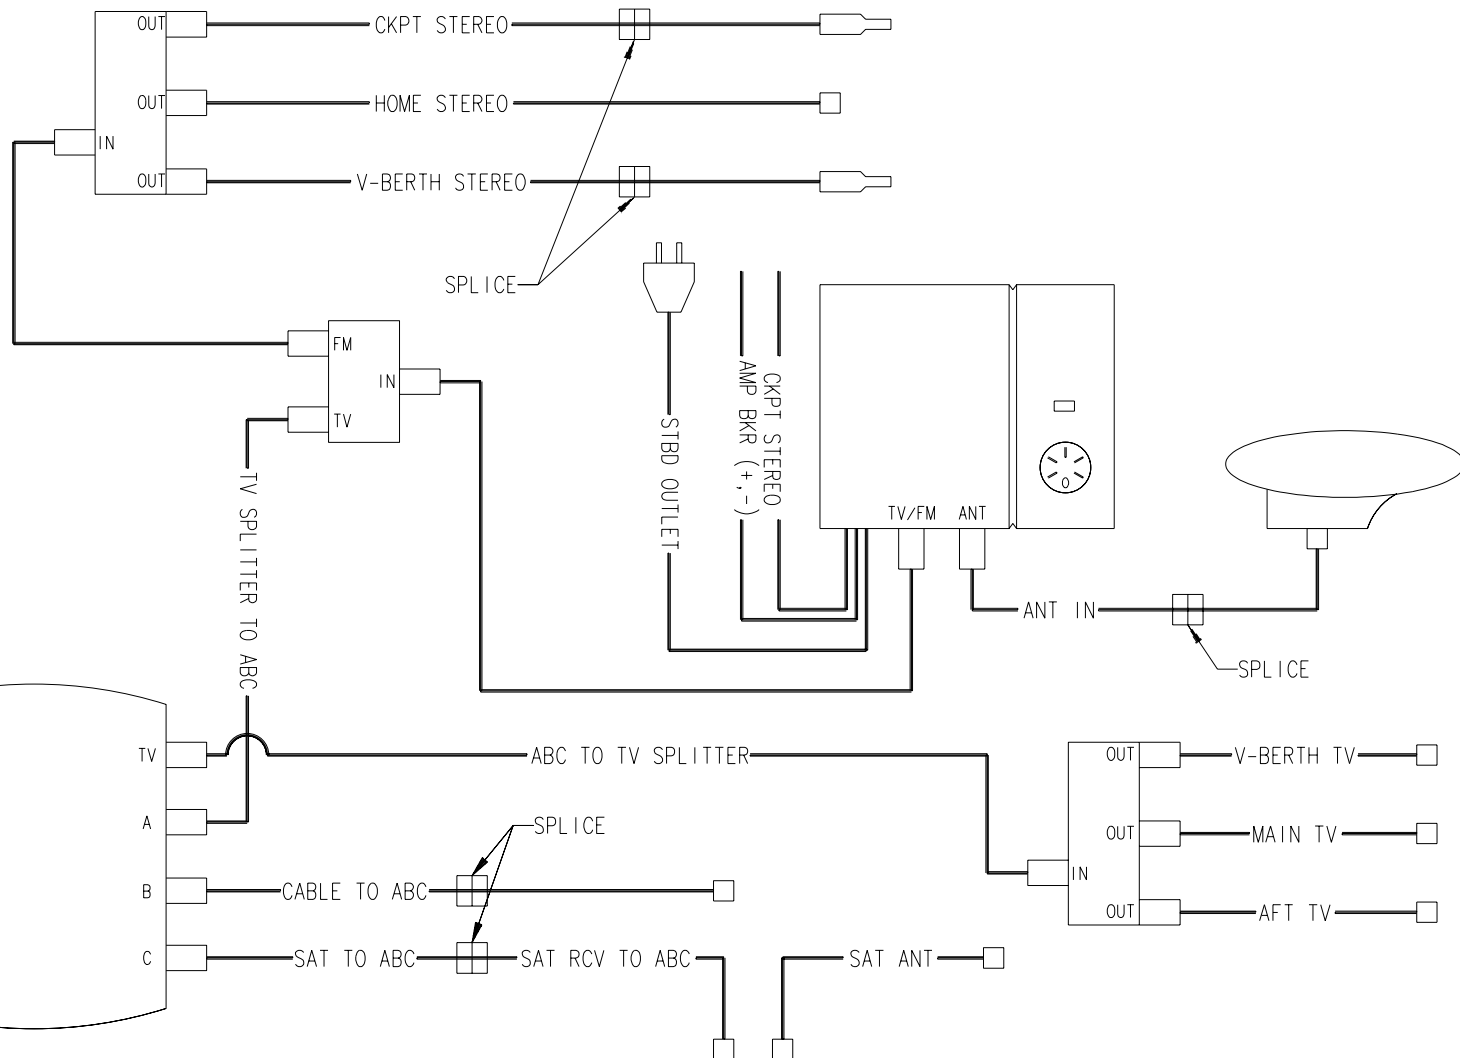 OUT
CKPT STEREO
OUT
HOME STEREO
IN
OUT
V-BERTH STEREO
SPLICE
FM
IN
TV
AMP BKR (+,-)
CKPT STEREO
STBD OUTLET
TV SPLITTER TO ABC
TV/FM
ANT
ANT IN
SPLICE
TV
ABC TO TV SPLITTER
OUT
V-BERTH TV
A
SPLICE
OUT
MAIN TV
IN
B
CABLE TO ABC
OUT
AFT TV
C
SAT TO ABC
SAT RCV TO ABC
SAT ANT